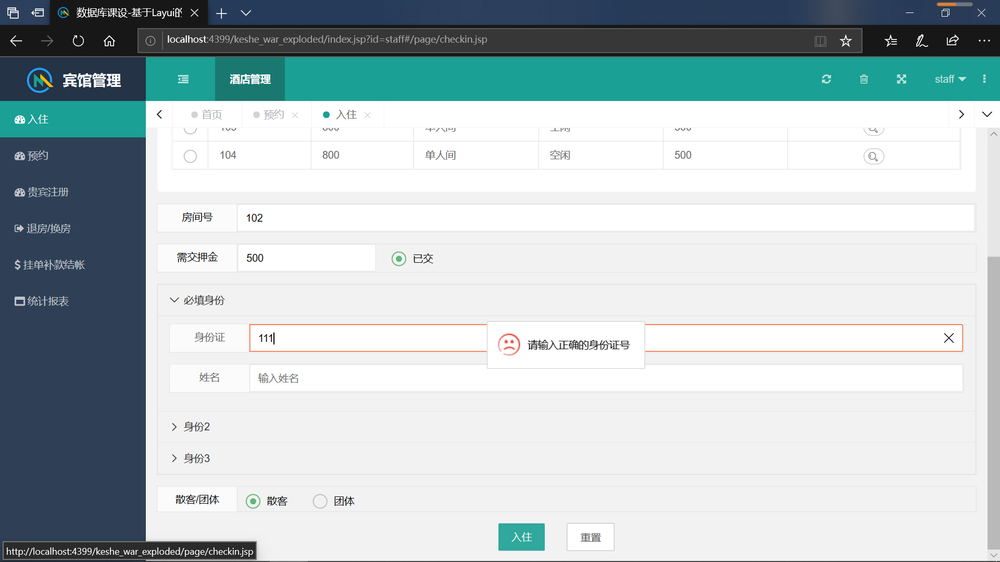 数据库课设-基于Layui的
localhost:4399/keshe_war_exploded/index.jsp?id=staff#/page/checkin.jsp
宾馆管理
酒店管理
staff
首页
预约
入住
入住
预约
贵宾注册
退房/换房
$挂单补款结帐
统计报表
104 800 单人间 空闲 500
房间号 102
需交押金 500 已交
必填身份
身份证 111
请输入正确的身份证号
姓名 输入姓名
身份2
身份3
散客/团体 散客 团体
入住 重置
http://localhost:4399/keshe_war_exploded/page/checkin.jsp